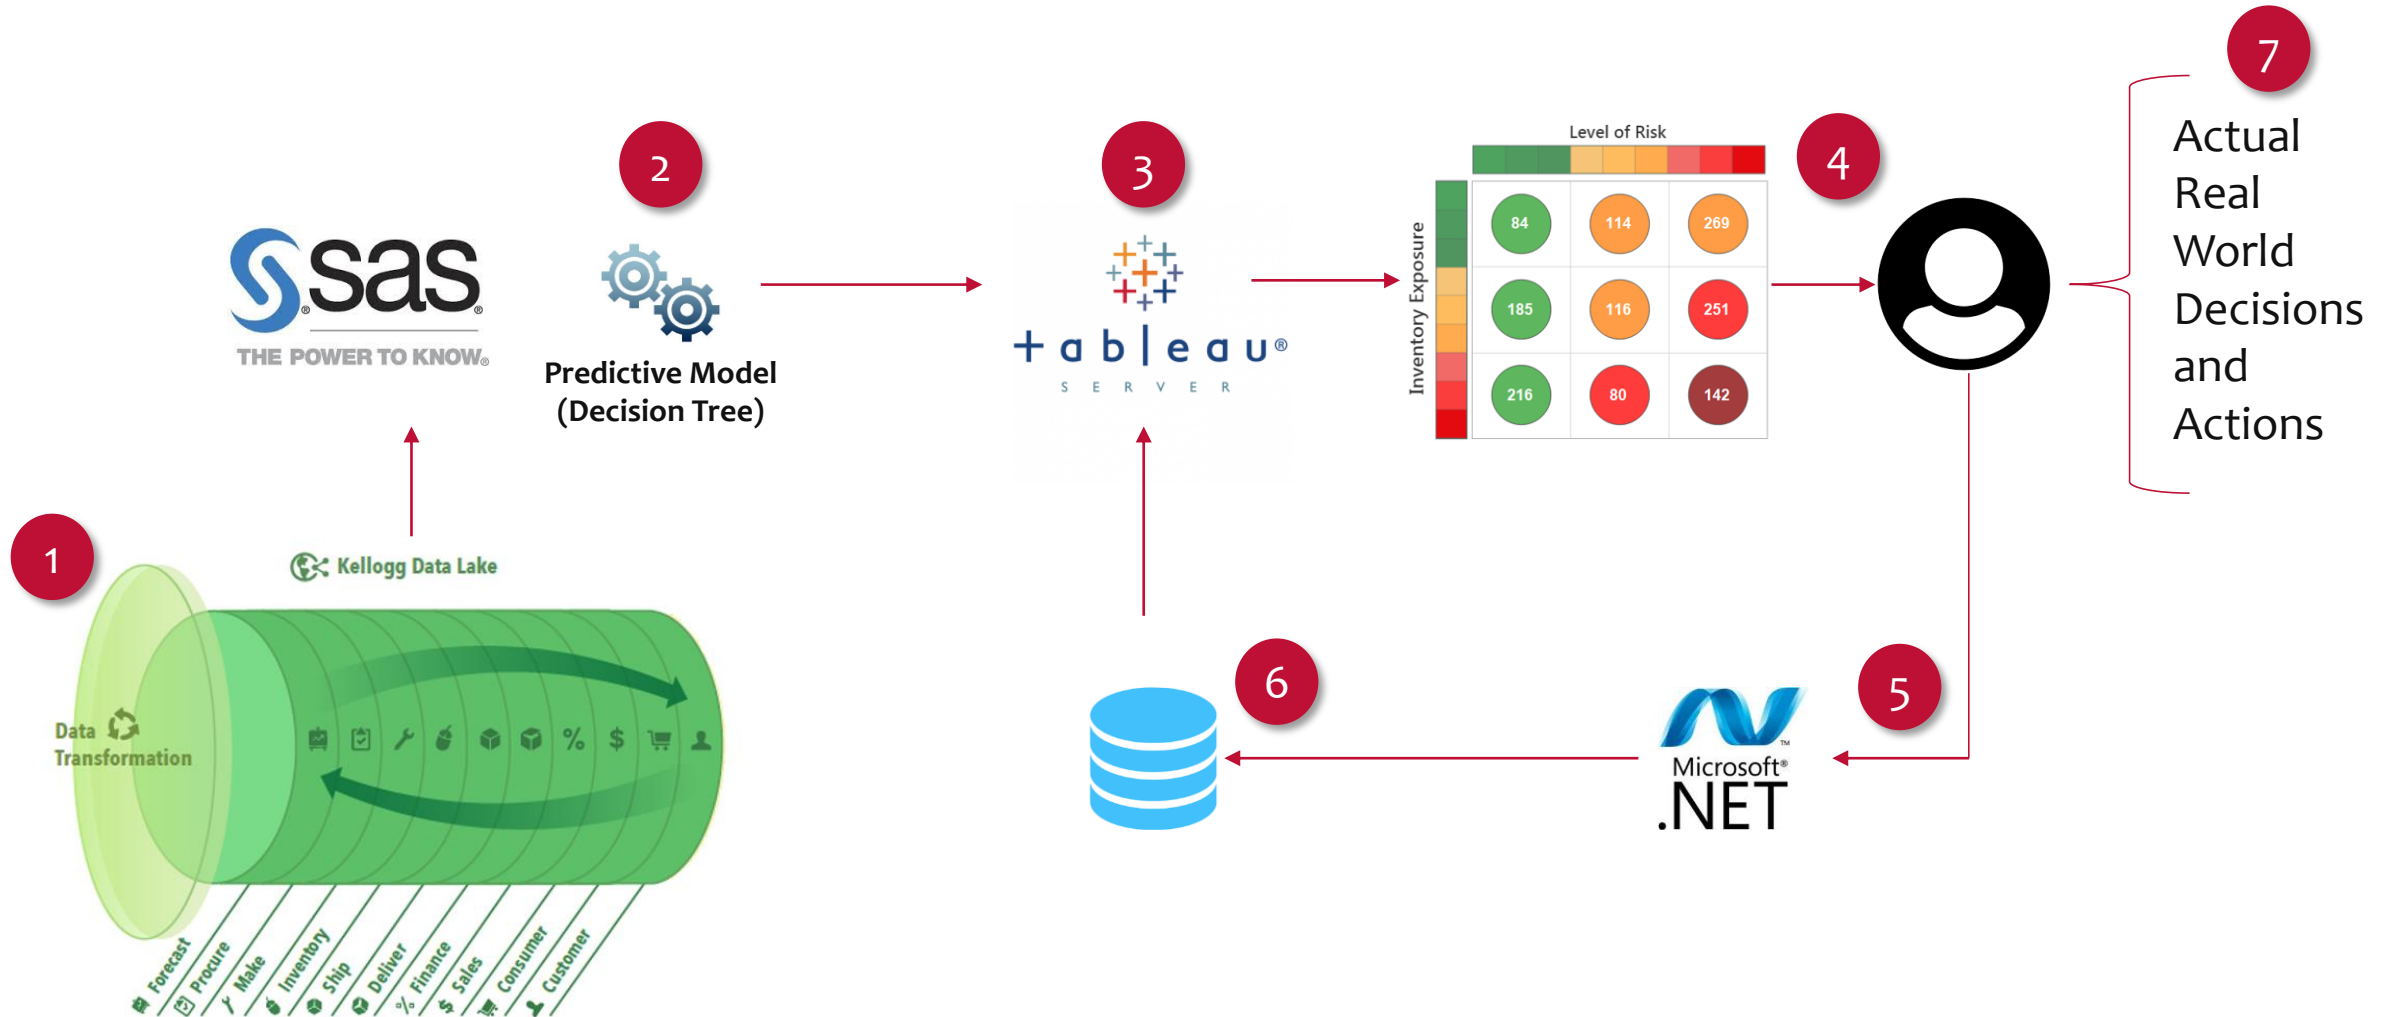 7
Actual
Real
World
Decisions
and
Actions
2
3
4
Level of Risk
Inventory Exposure
84
114
269
185
116
251
216
80
142
sas®
THE POWER TO KNOW®
Predictive Model
(Decision Tree)
+ a b | e a u ®
S E R V E R
1
Kellogg Data Lake
Data
Transformation
%
$
Forecast
Procure
Make
Inventory
Ship
Deliver
% Finance
$ Sales
Consumer
Customer
6
5
TM
Microsoft®
.NET